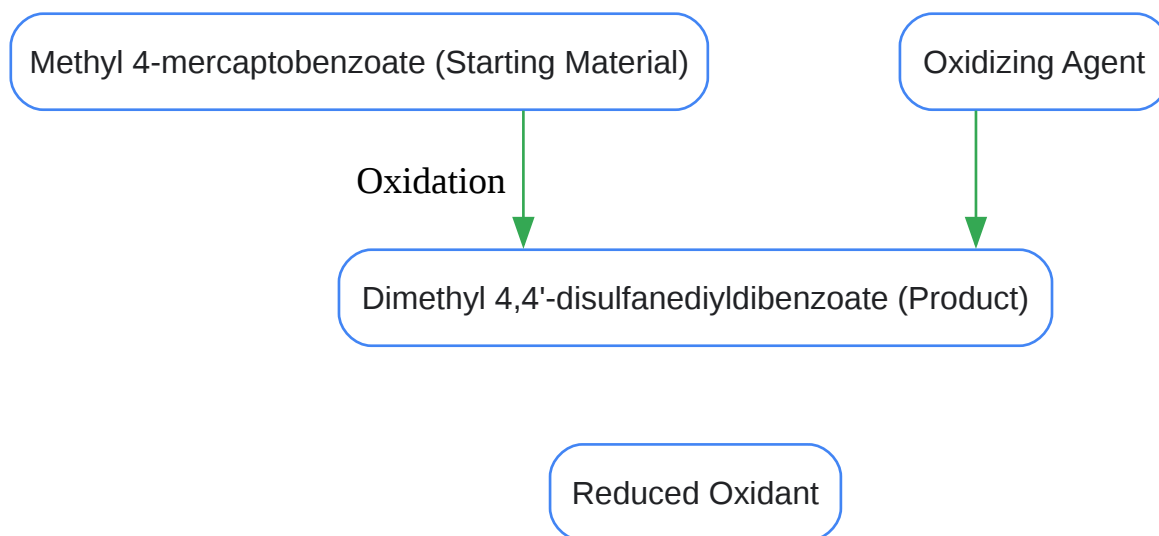 Methyl 4-mercaptobenzoate (Starting Material)
Oxidizing Agent
Oxidation
Dimethyl 4,4'-disulfanediyldibenzoate (Product)
Reduced Oxidant